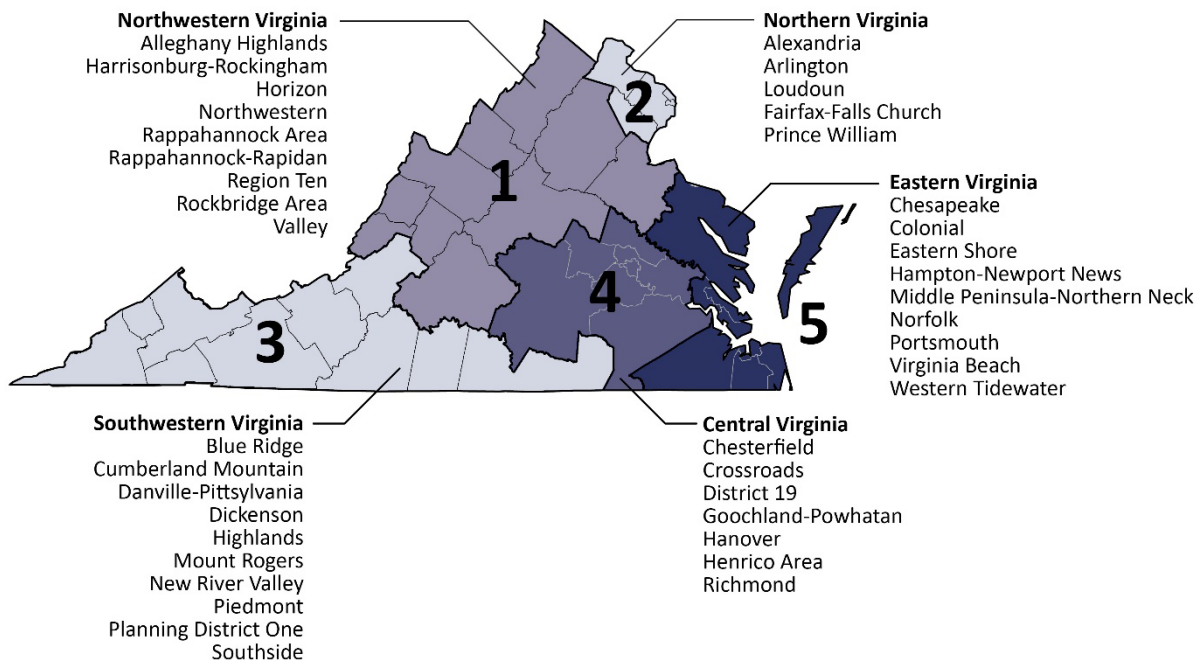 Northwestern Virginia
Alleghany Highlands
Harrisonburg-Rockingham
Horizon
Northwestern
Rappahannock Area
Rappahannock-Rapidan
Region Ten
Rockbridge Area
Valley
Northern Virginia
Alexandria
Arlington
Loudoun
Fairfax-Falls Church
Prince William
Eastern Virginia
Chesapeake
Colonial
Eastern Shore
Hampton-Newport News
Middle Peninsula-Northern Neck
Norfolk
Portsmouth
Virginia Beach
Western Tidewater
1
2
3
4
5
Southwestern Virginia
Blue Ridge
Cumberland Mountain
Danville-Pittsylvania
Dickenson
Highlands
Mount Rogers
New River Valley
Piedmont
Planning District One
Southside
Central Virginia
Chesterfield
Crossroads
District 19
Goochland-Powhatan
Hanover
Henrico Area
Richmond